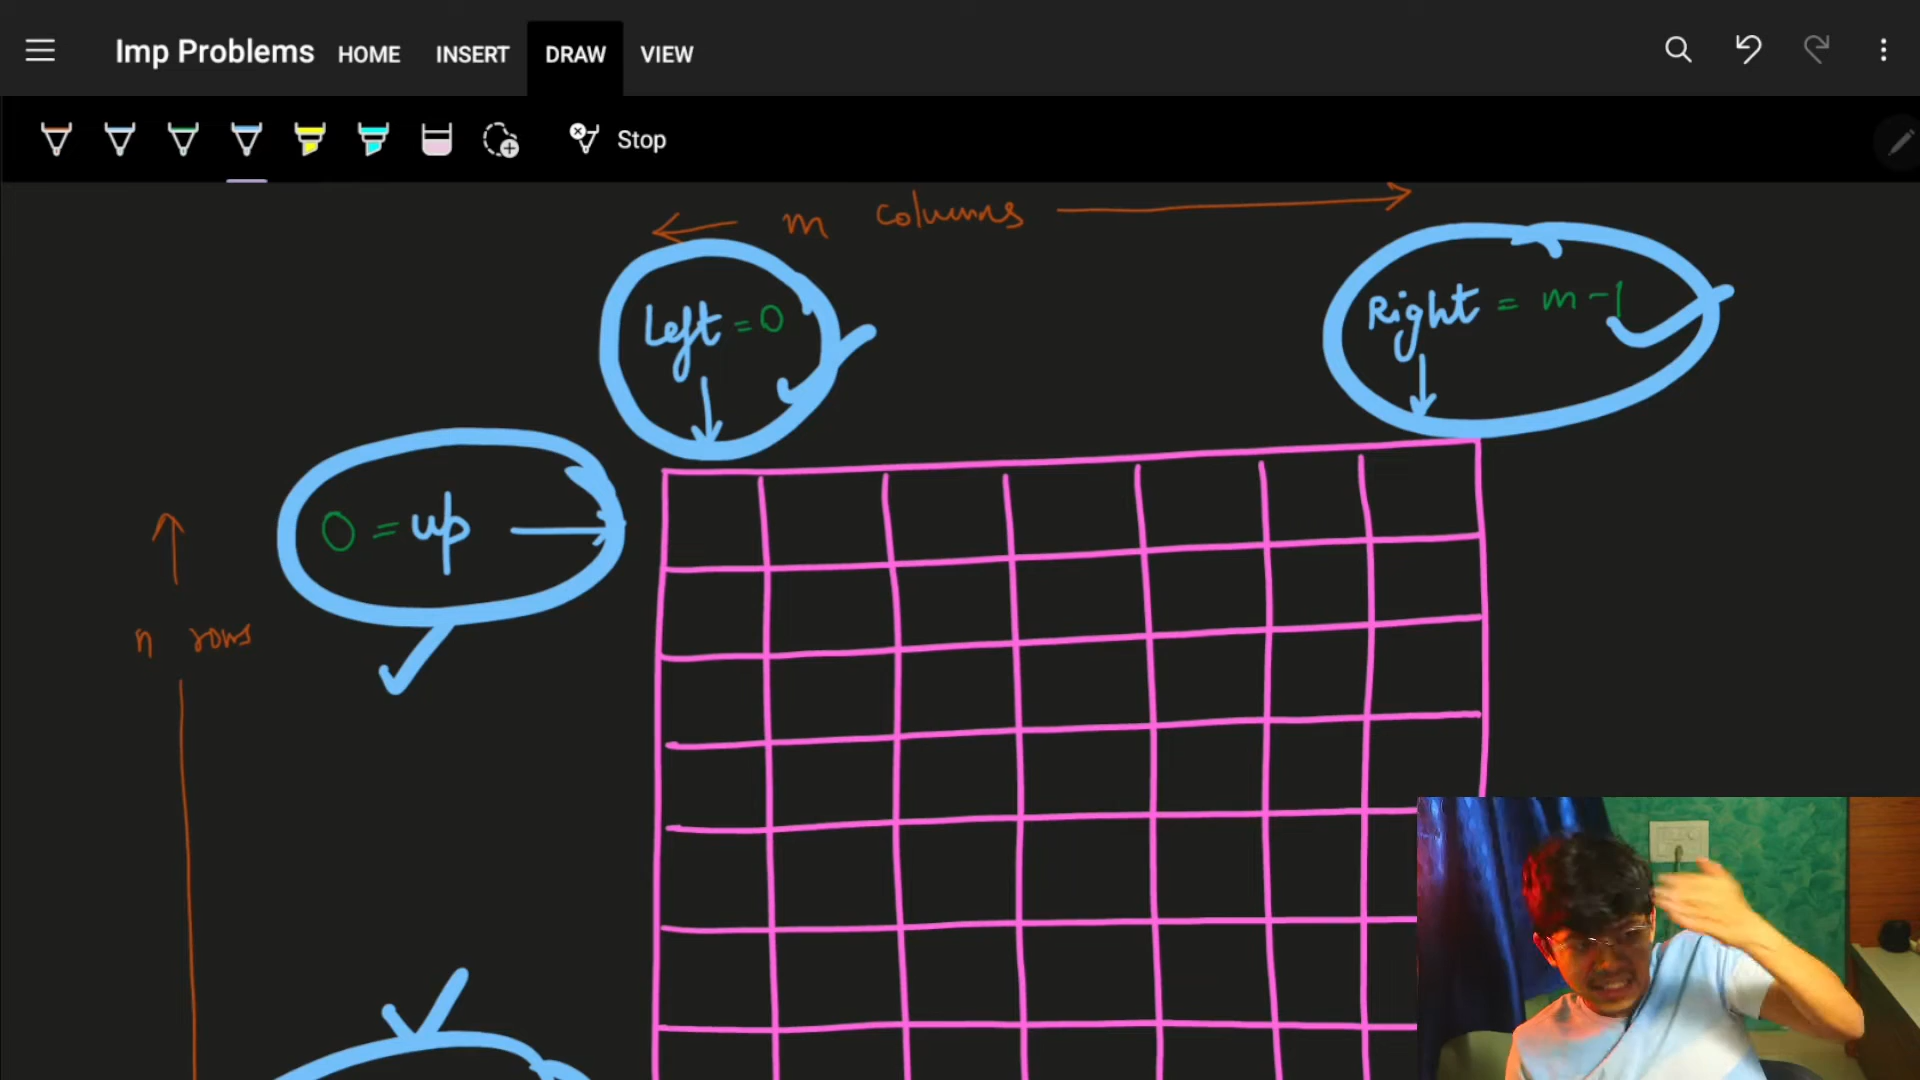 Imp Problems HOME INSERT DRAW VIEW
Stop
m columns
Left = 0
Right = m - 1
0 = up
n rows